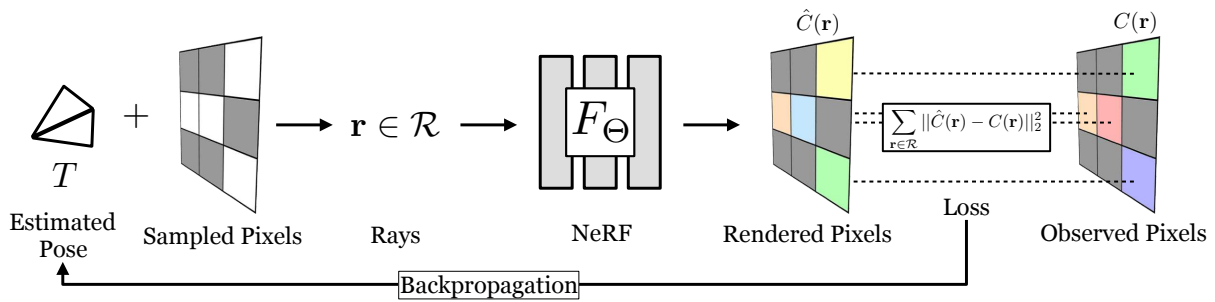 Ĉ(r)
C(r)
+
r ∈ R
F_Θ
∑_{r∈R} ||Ĉ(r) − C(r)||²₂
T
Estimated
Pose
Sampled Pixels
Rays
NeRF
Rendered Pixels
Loss
Observed Pixels
Backpropagation